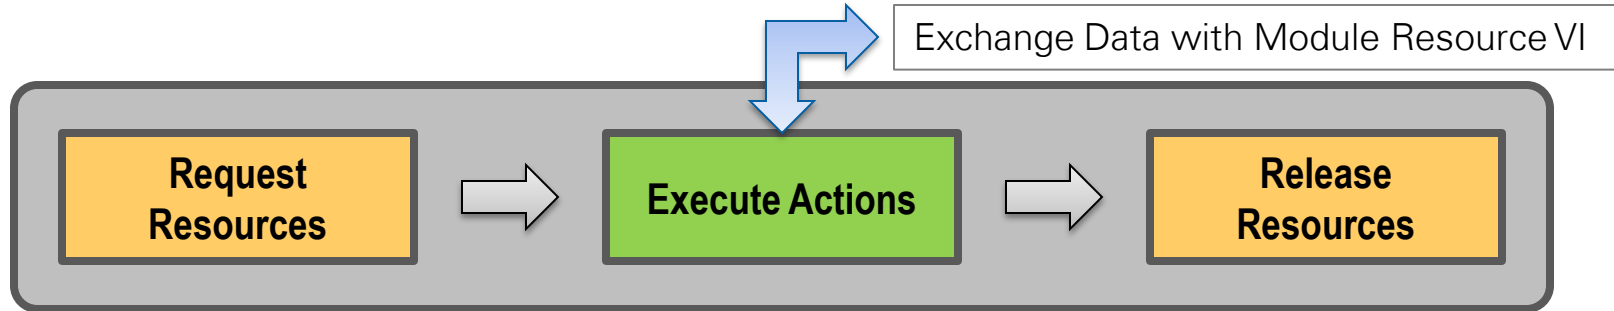 Exchange Data with Module Resource VI
Request
Resources
Execute Actions
Release
Resources